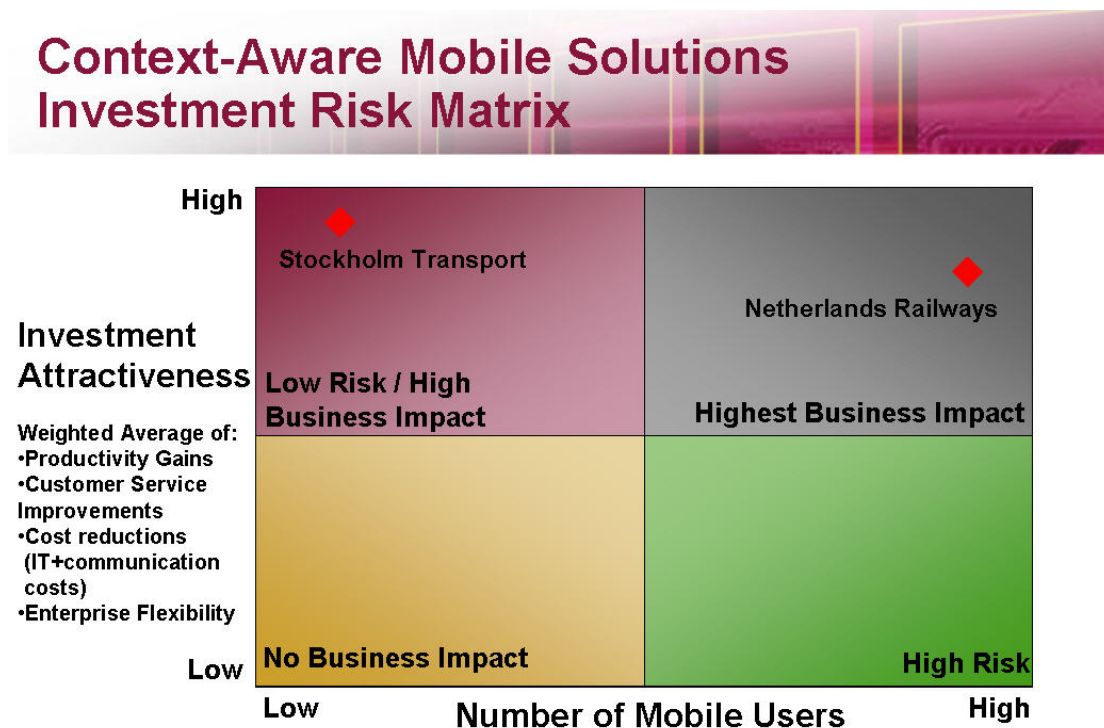 Context-Aware Mobile Solutions
Investment Risk Matrix
High
Stockholm Transport
Netherlands Railways
Investment
Attractiveness
Low Risk / High
Business Impact
Highest Business Impact
Weighted Average of:
•Productivity Gains
•Customer Service
Improvements
•Cost reductions
(IT+communication
costs)
•Enterprise Flexibility
No Business Impact
High Risk
Low
Low
Number of Mobile Users
High